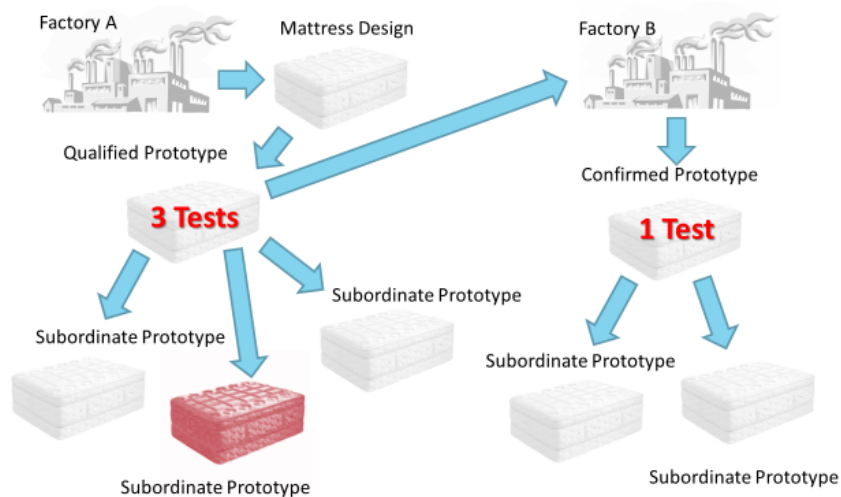 Factory A
Mattress Design
Factory B
Qualified Prototype
Confirmed Prototype
3 Tests
1 Test
Subordinate Prototype
Subordinate Prototype
Subordinate Prototype
Subordinate Prototype
Subordinate Prototype